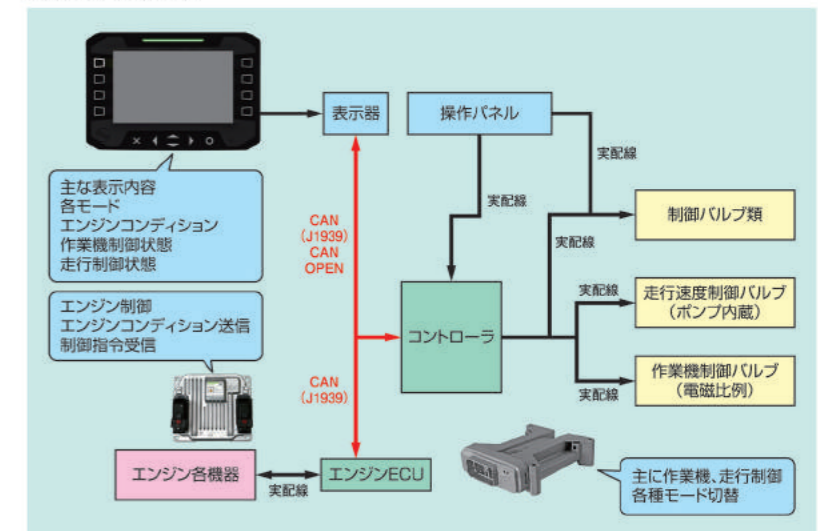 表示器
操作パネル
実配線
主な表示内容
各モード
エンジンコンディション
作業機制御状態
走行制御状態
実配線
制御バルブ類
CAN
(J1939)
CAN
OPEN
実配線
エンジン制御
エンジンコンディション送信
制御指令受信
コントローラ
実配線
走行速度制御バルブ
(ポンプ内蔵)
作業機制御バルブ
(電磁比例)
実配線
CAN
(J1939)
エンジン各機器
実配線
エンジンECU
主に作業機、走行制御
各種モード切替